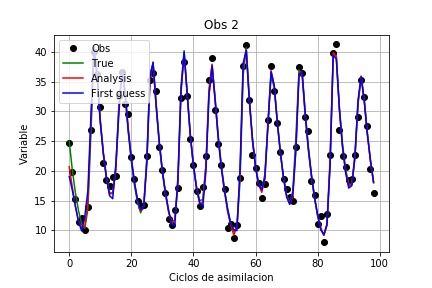 Obs 2
Obs
True
Analysis
First guess
Variable
40
35
30
25
20
15
10
0 20 40 60 80 100
Ciclos de asimilacion